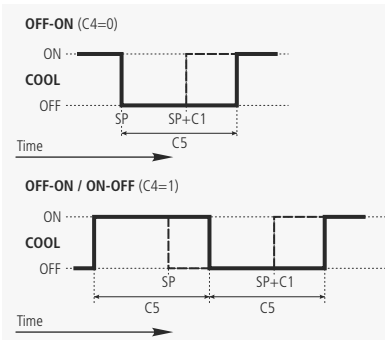 OFF-ON (C4=0)
ON
COOL
OFF
SP SP+C1
C5
Time
OFF-ON / ON-OFF (C4=1)
ON
COOL
OFF
SP SP+C1
C5 C5
Time